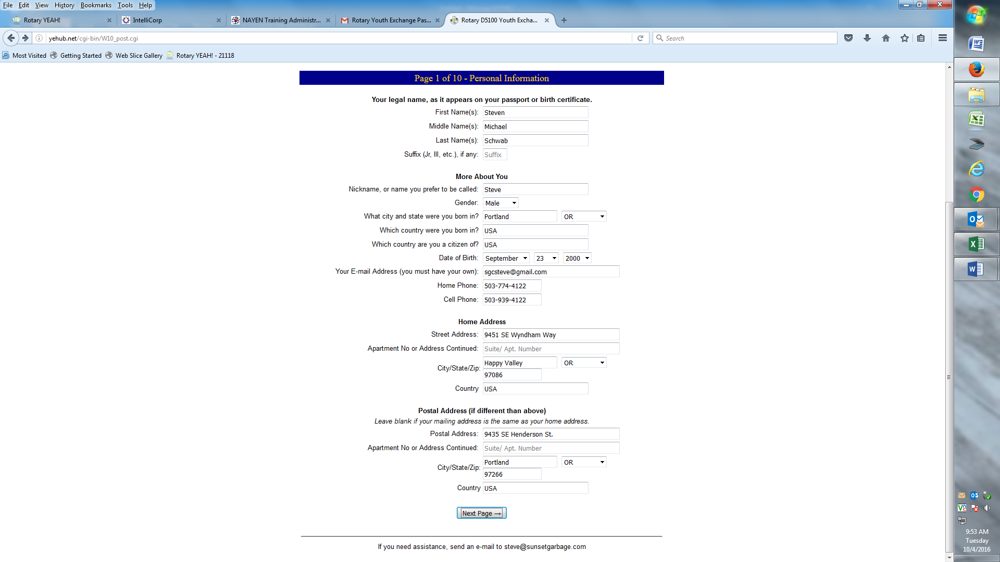 File Edit View History Bookmarks Tools Help
Rotary YEAH! IntelliCorp NAYEN Training Administr... Rotary Youth Exchange Pas... Rotary D5100 Youth Excha...
yehub.net/cgi-bin/W10_post.cgi Search
Most Visited Getting Started Web Slice Gallery Rotary YEAH! - 21118
Page 1 of 10 - Personal Information
Your legal name, as it appears on your passport or birth certificate.
First Name(s): Steven
Middle Name(s): Michael
Last Name(s): Schwab
Suffix (Jr, III, etc.), if any: Suffix
More About You
Nickname, or name you prefer to be called: Steve
Gender: Male
What city and state were you born in? Portland OR
Which country were you born in? USA
Which country are you a citizen of? USA
Date of Birth: September 23 2000
Your E-mail Address (you must have your own): sgcsteve@gmail.com
Home Phone: 503-774-4122
Cell Phone: 503-939-4122
Home Address
Street Address: 9451 SE Wyndham Way
Apartment No or Address Continued: Suite/ Apt. Number
City/State/Zip: Happy Valley OR
97086
Country USA
Postal Address (if different than above)
Leave blank if your mailing address is the same as your home address.
Postal Address: 9435 SE Henderson St.
Apartment No or Address Continued: Suite/ Apt. Number
City/State/Zip: Portland OR
97266
Country USA
Next Page →
If you need assistance, send an e-mail to steve@sunsetgarbage.com
9:53 AM
Tuesday
10/4/2016